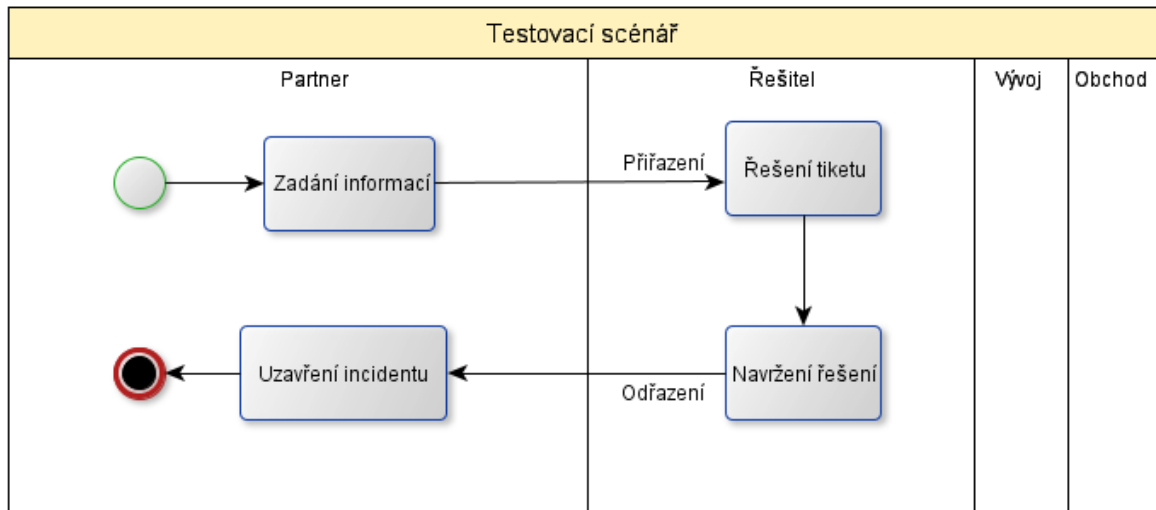 Testovací scénář
Partner
Řešitel
Vývoj
Obchod
Zadání informací
Přiřazení
Řešení tiketu
Uzavření incidentu
Odřazení
Navržení řešení